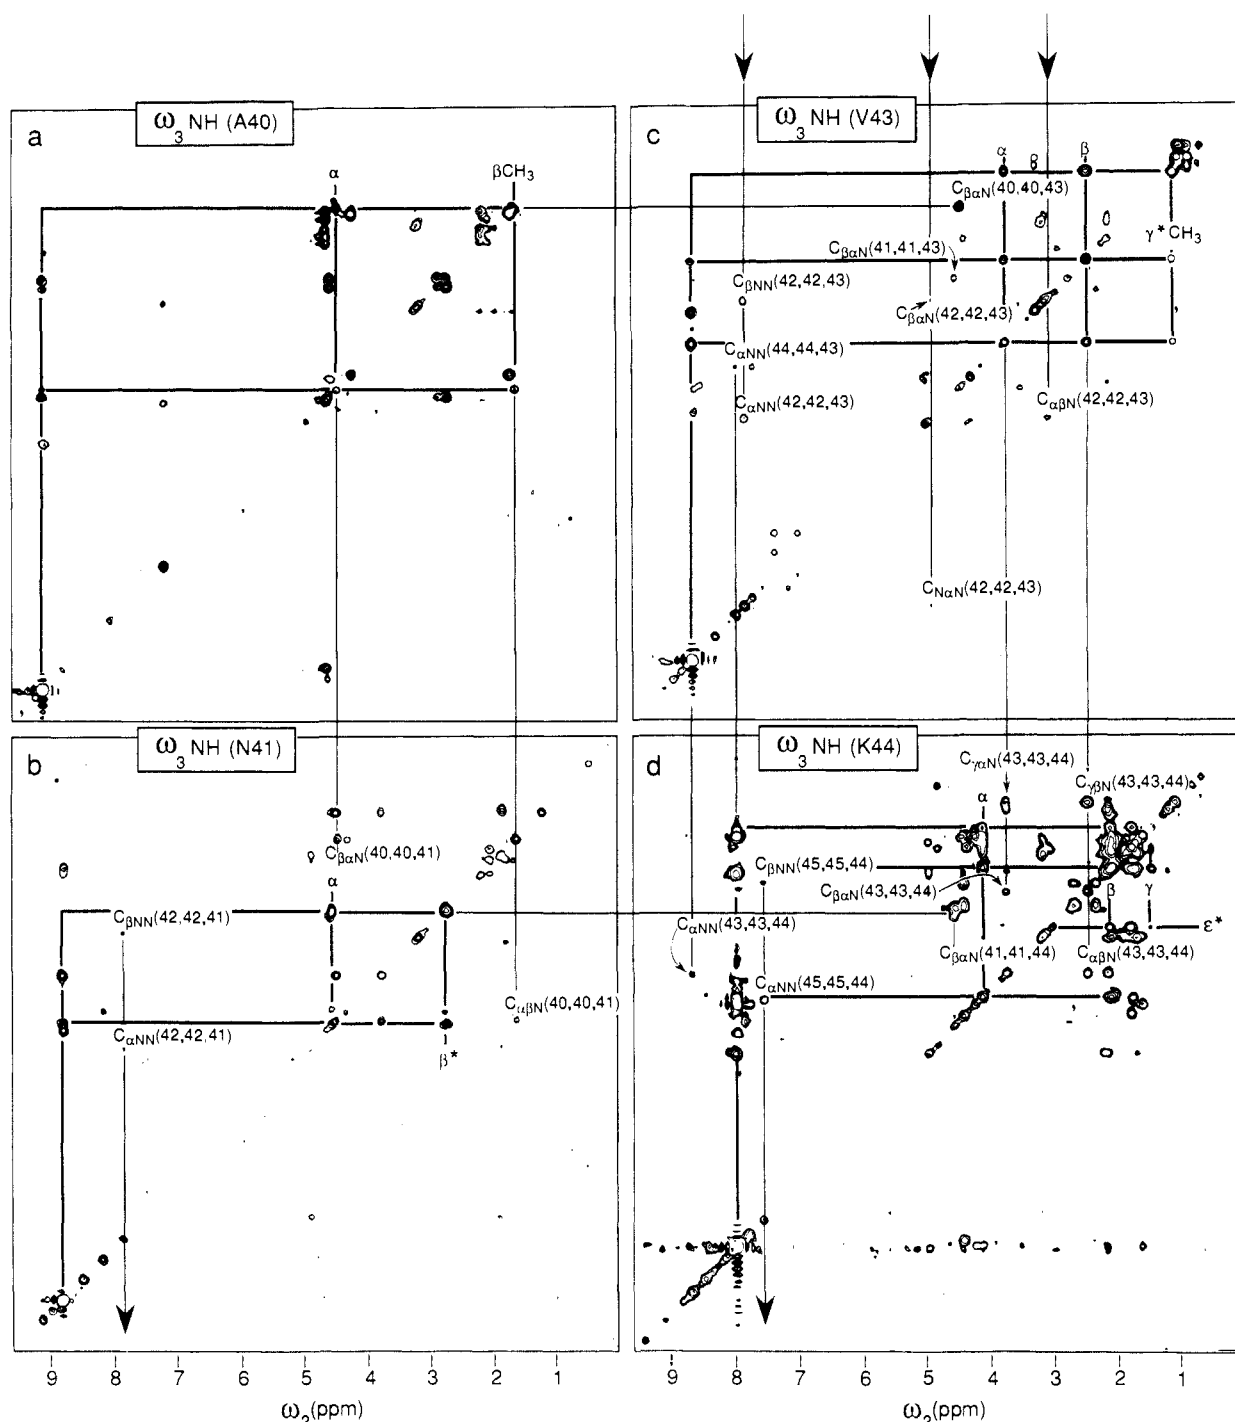 a
ω₃ NH (A40)
α
βCH₃
c
ω₃ NH (V43)
α
β
CβαN(40,40,43)
γ*CH₃
CβαN(41,41,43)
CβNN(42,42,43)
CβαN(42,42,43)
CαNN(44,44,43)
CαNN(42,42,43)
CαβN(42,42,43)
CNαN(42,42,43)
b
ω₃ NH (N41)
CβαN(40,40,41)
α
CβNN(42,42,41)
CαβN(40,40,41)
CαNN(42,42,41)
β*
d
ω₃ NH (K44)
CγαN(43,43,44)
α
CγβN(43,43,44)
CβNN(45,45,44)
CβαN(43,43,44)
β
γ
CαNN(43,43,44)
ε*
CβαN(41,41,44)
CαβN(43,43,44)
CαNN(45,45,44)
9 8 7 6 5 4 3 2 1
9 8 7 6 5 4 3 2 1
ω₂(ppm)
ω₂(ppm)